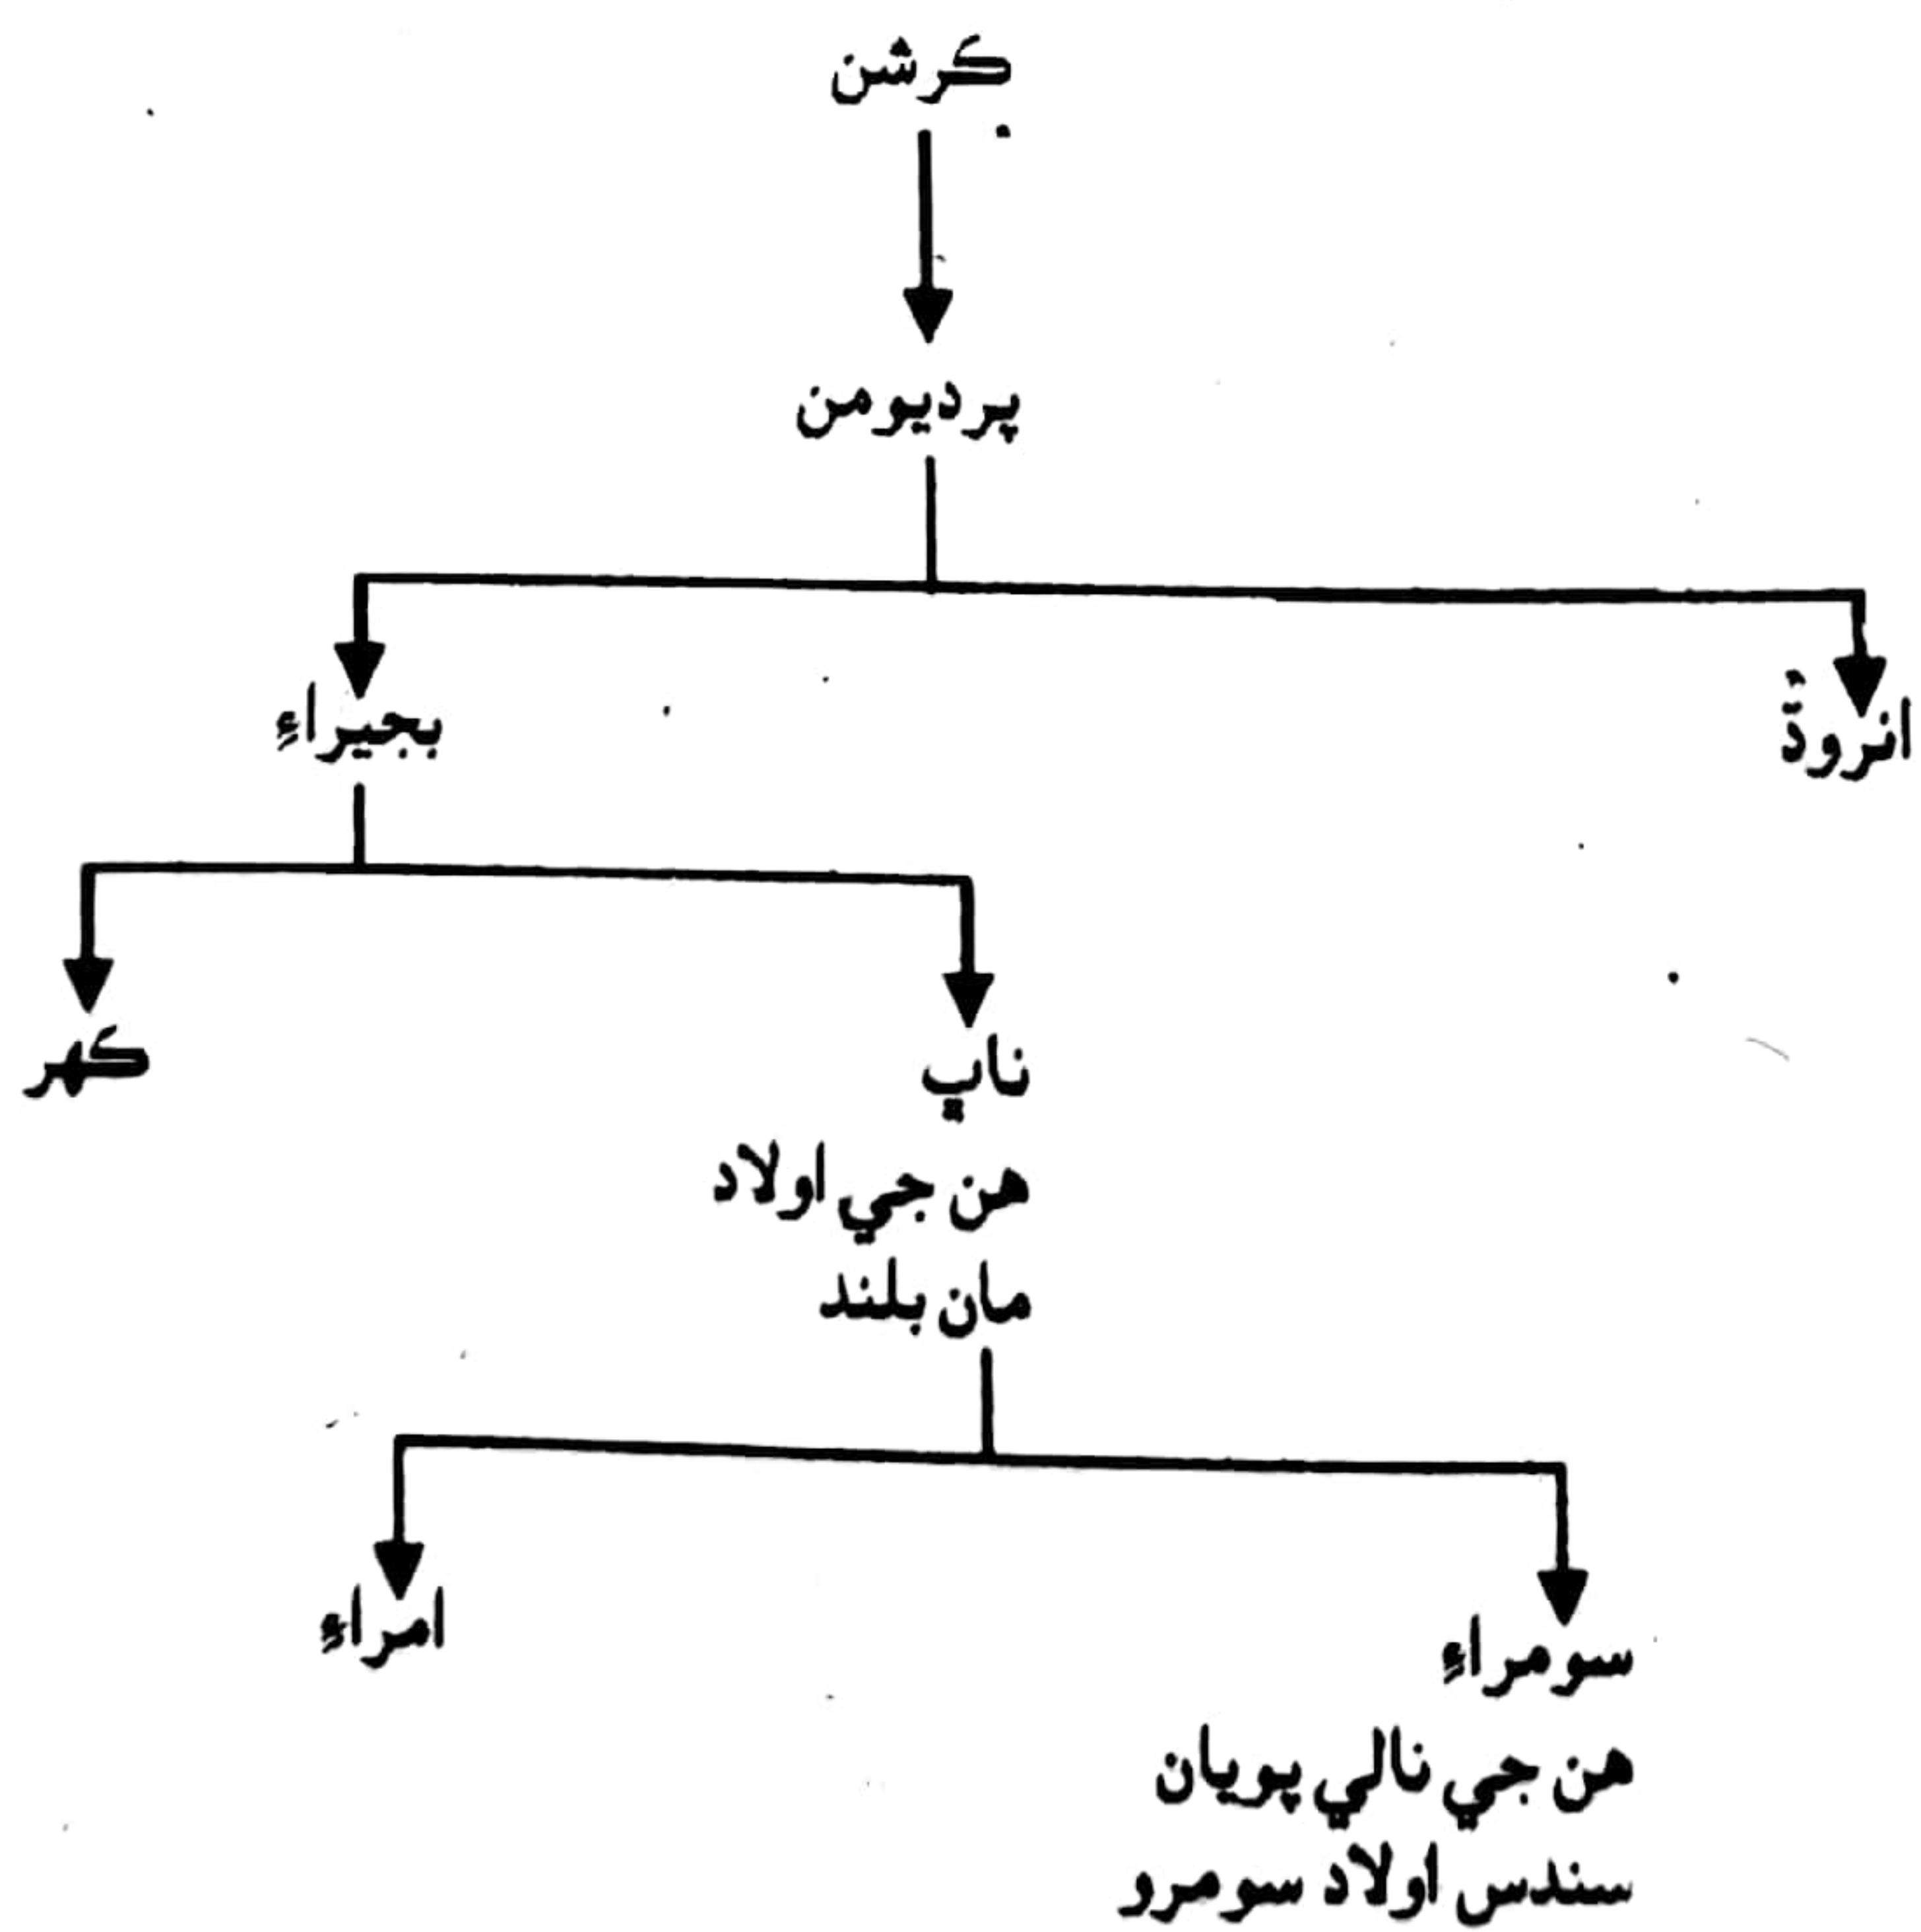 ڪرشن
پرديومن
انروڌ
بجيراءِ
ناڀ
ڪهر
هن جي اولاد
مان بلند
سومراءِ
امراءِ
هن جي نالي پويان
سندس اولاد سومرو